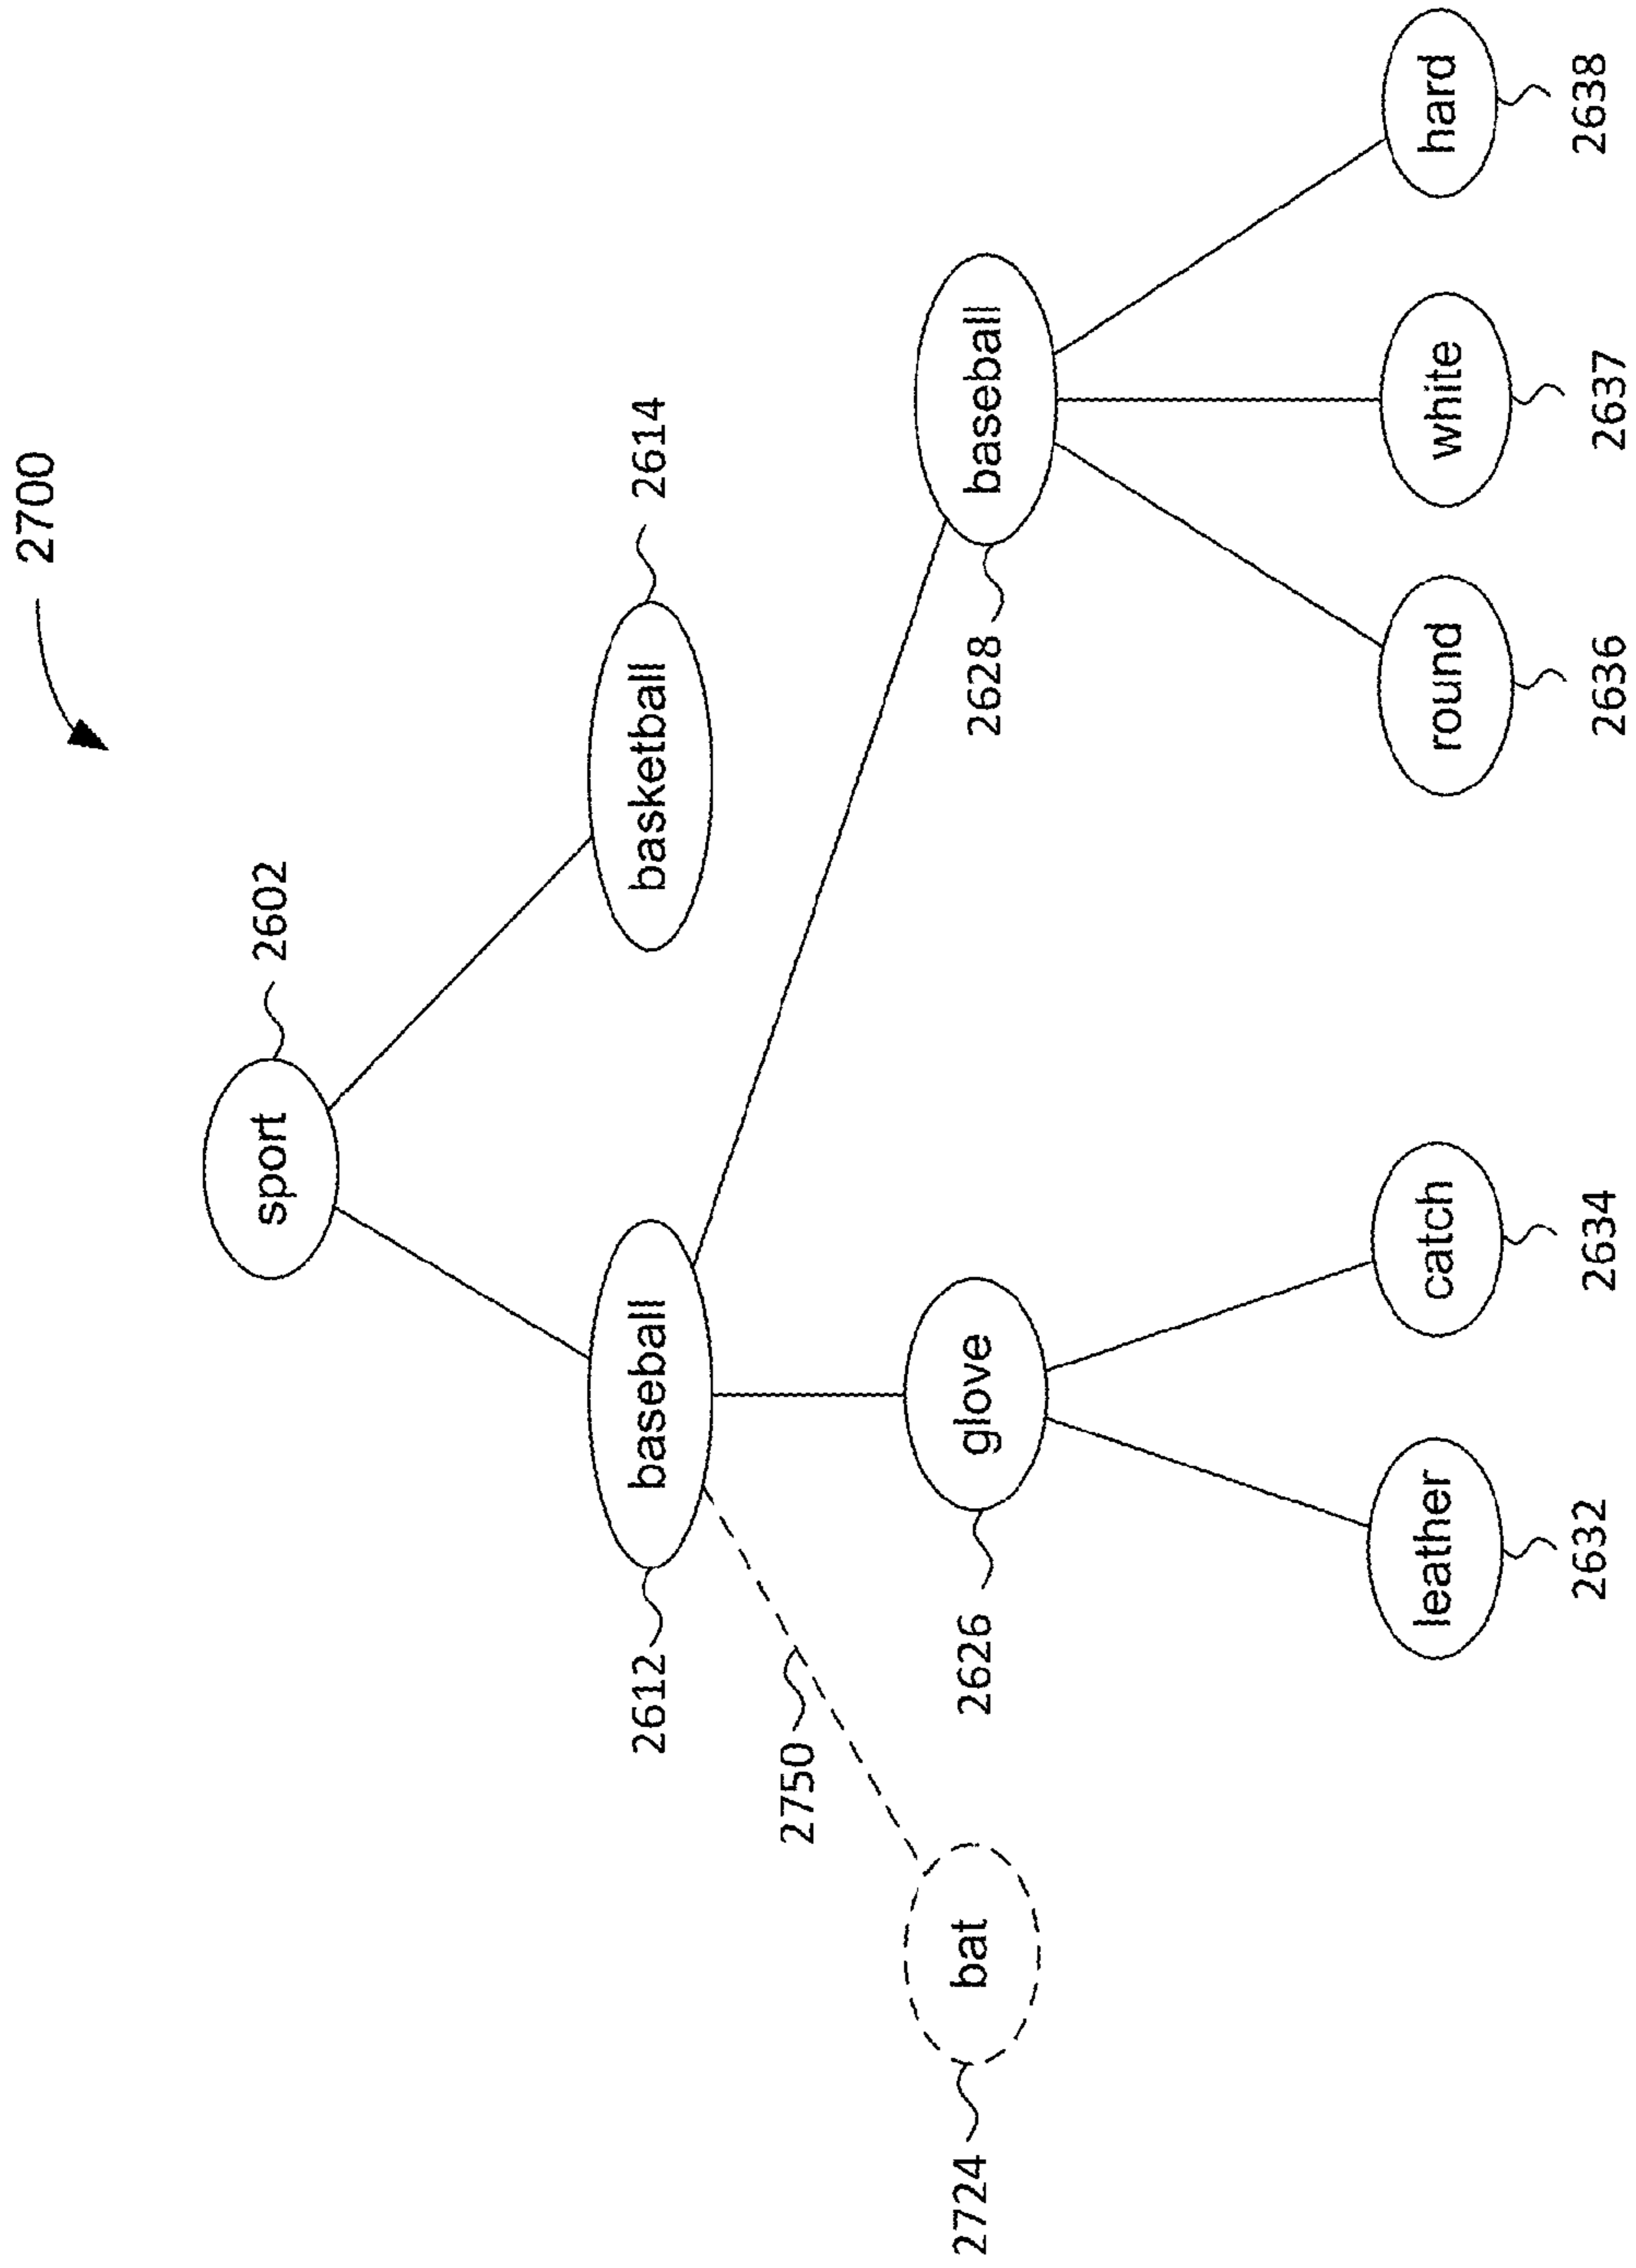 2700
sport
2602
baseball
2612
basketball
2614
2750
bat
2724
glove
2626
baseball
2628
leather
2632
catch
2634
round
2636
white
2637
hard
2638